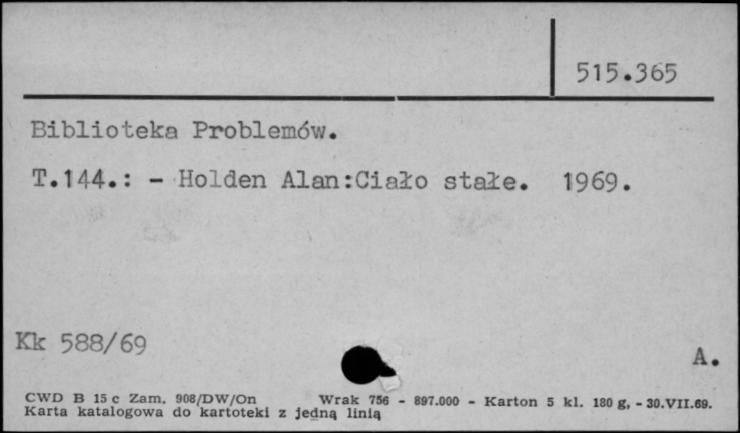 515.365
Biblioteka Problemów.
T.144.: - Holden Alan:Ciało stałe. 1969.
Kk 588/69
A.
CWD B 15 c Zam. 908/DW/On Wrak 756 - 897.000 - Karton 5 kl. 180 g, - 30.VII.69.
Karta katalogowa do kartoteki z jedną linią